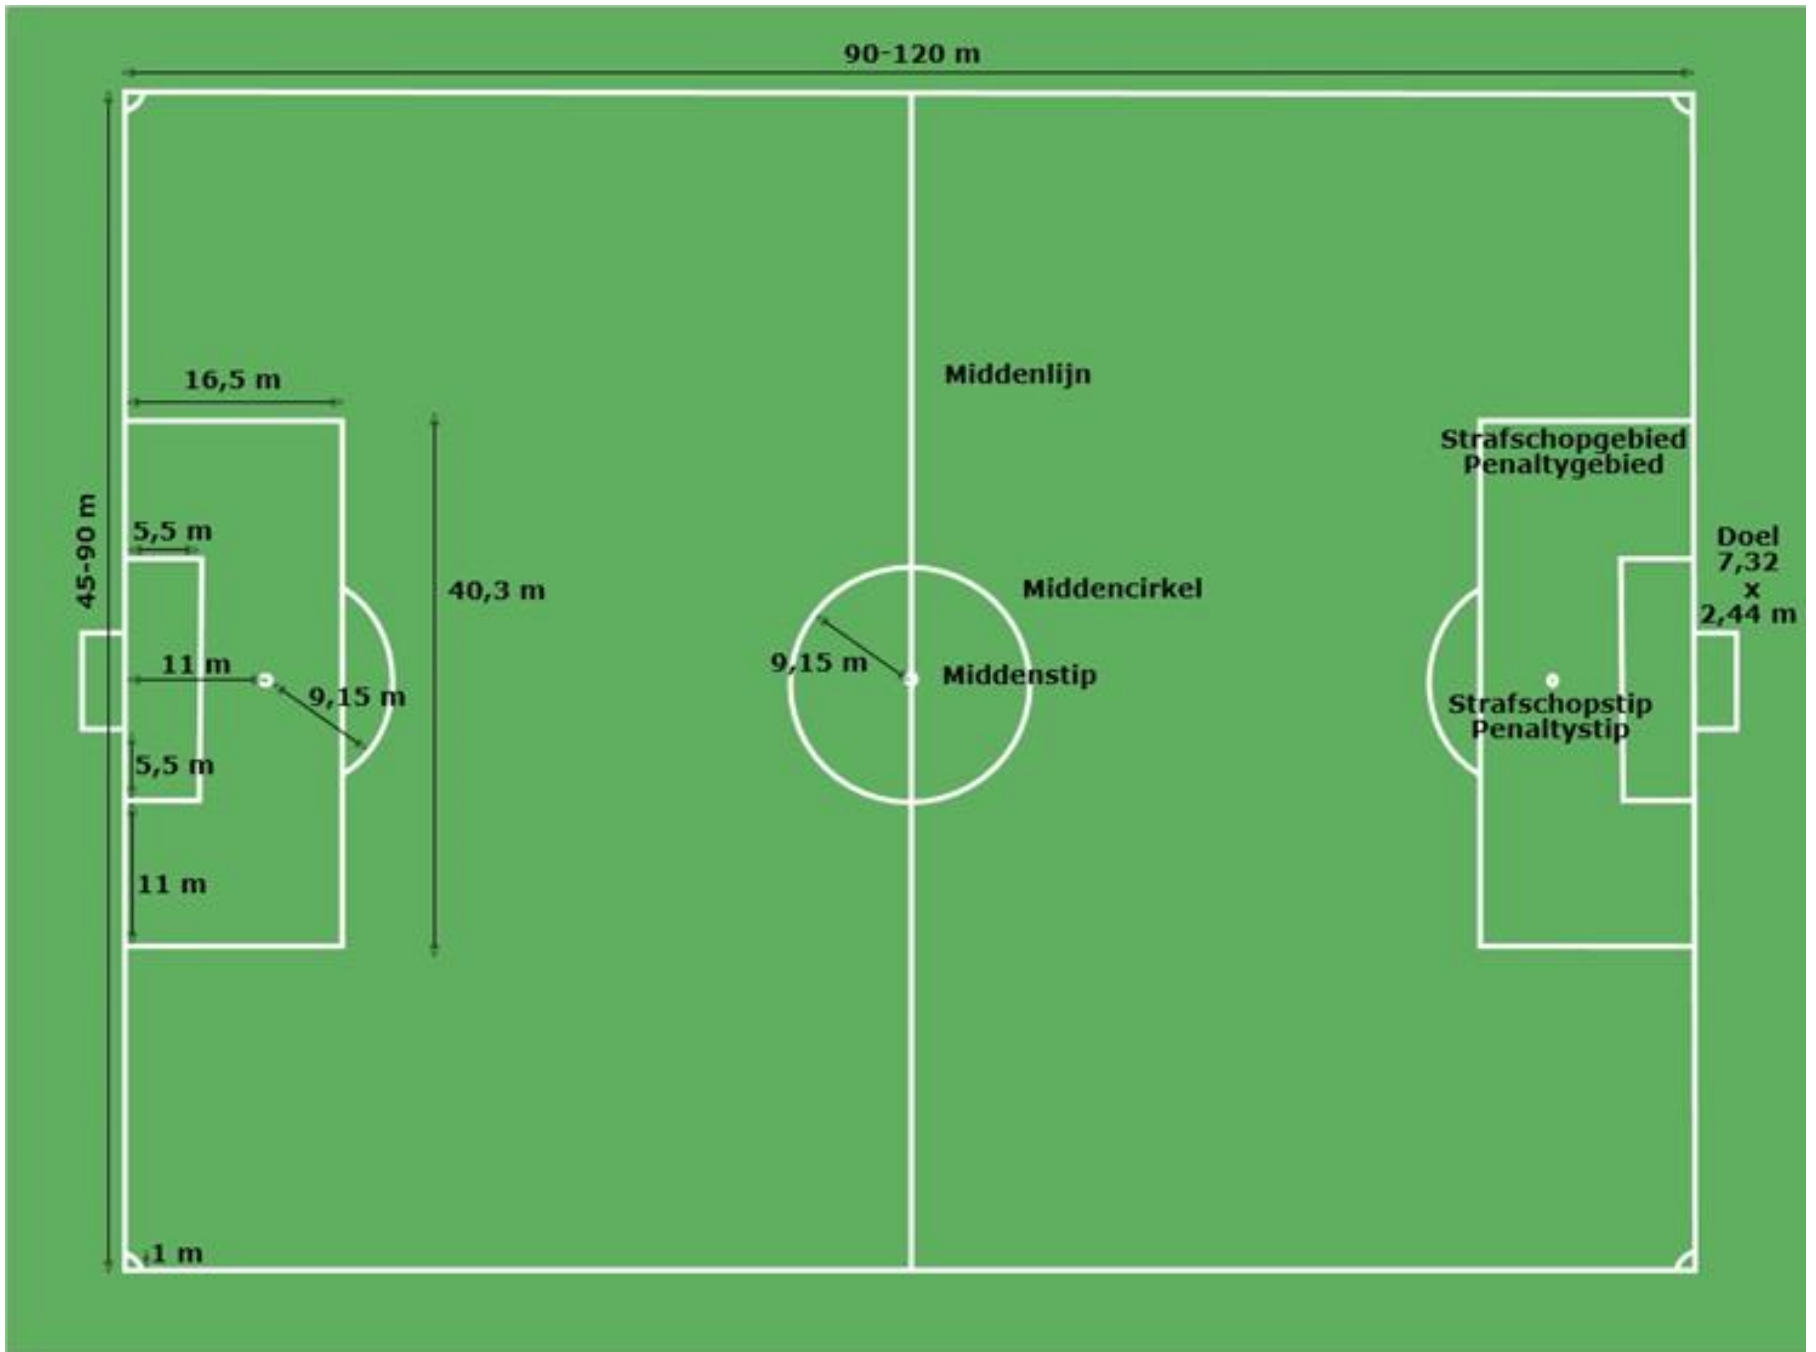 90-120 m
Middenlijn
16,5 m
Strafschopgebied
Penaltygebied
45-90 m
5,5 m
Doel
7,32
x
2,44 m
40,3 m
Middencirkel
11 m
9,15 m
9,15 m
Middenstip
Strafschopstip
Penaltystip
5,5 m
11 m
1 m